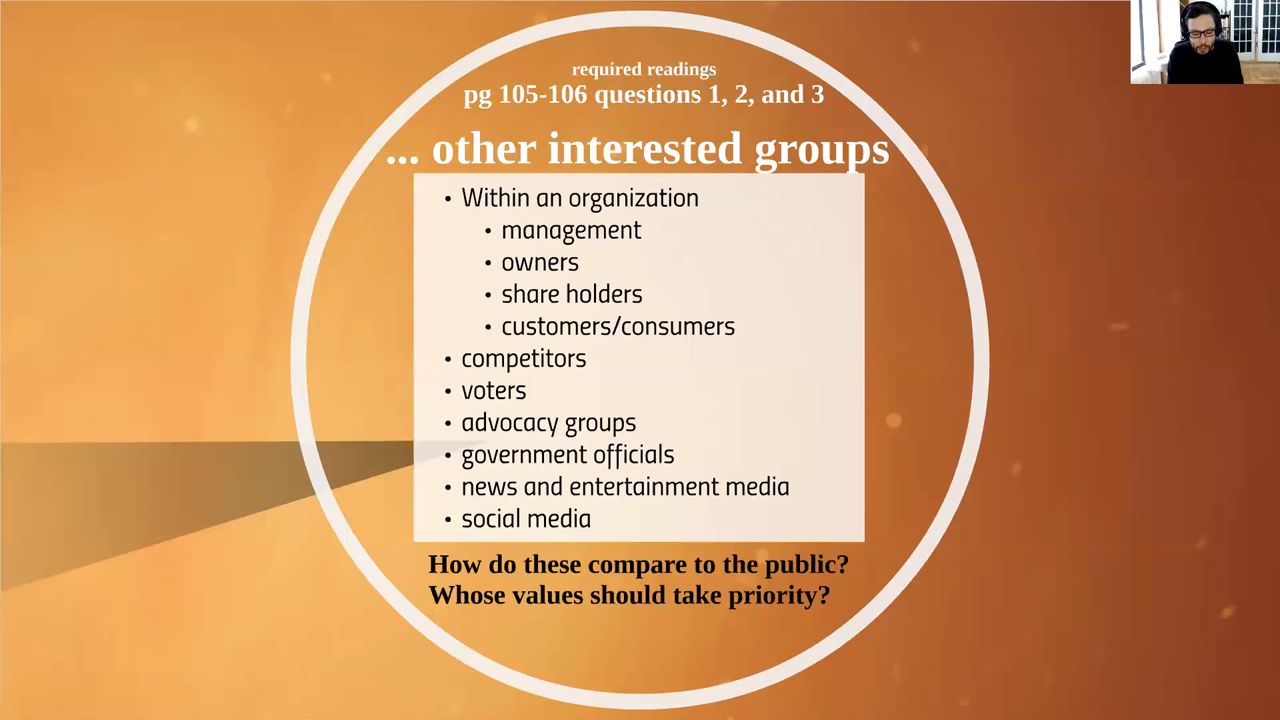 required readings
pg 105-106 questions 1, 2, and 3
... other interested groups
• Within an organization
• management
• owners
• share holders
• customers/consumers
• competitors
• voters
• advocacy groups
• government officials
• news and entertainment media
• social media
How do these compare to the public?
Whose values should take priority?